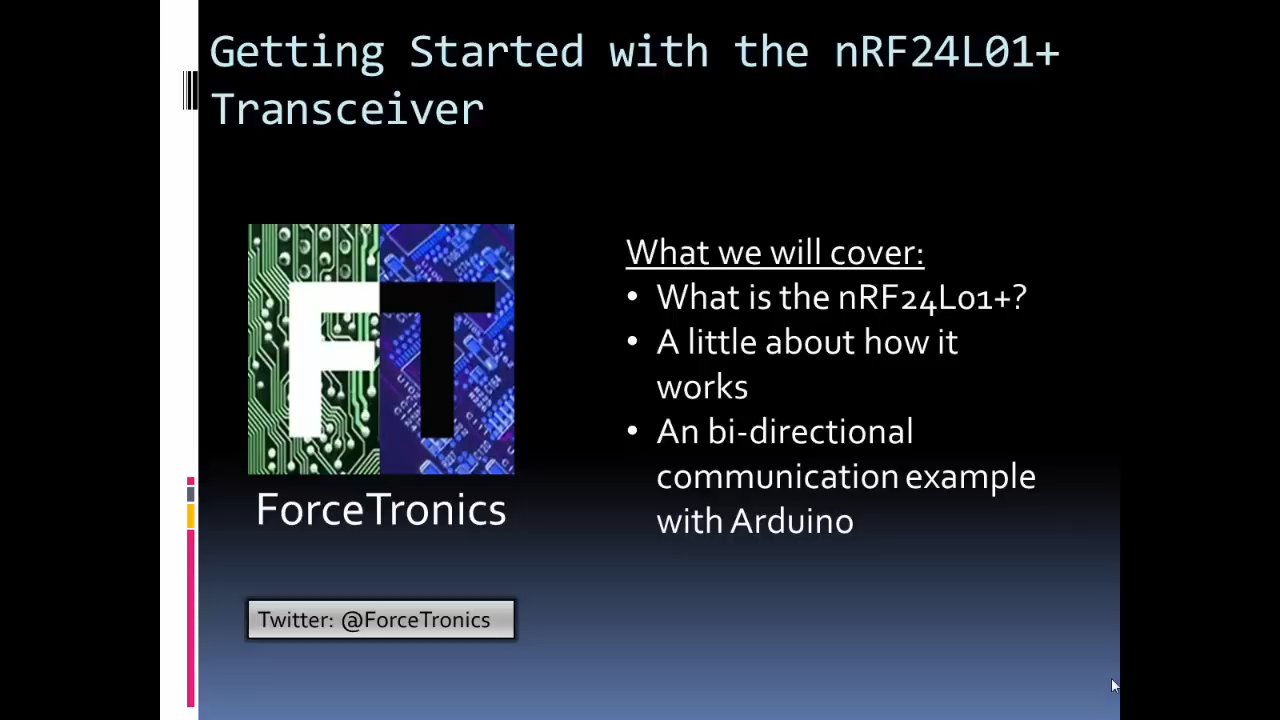 Getting Started with the nRF24L01+
Transceiver
FT
ForceTronics
Twitter: @ForceTronics
What we will cover:
• What is the nRF24L01+?
• A little about how it
works
• An bi-directional
communication example
with Arduino